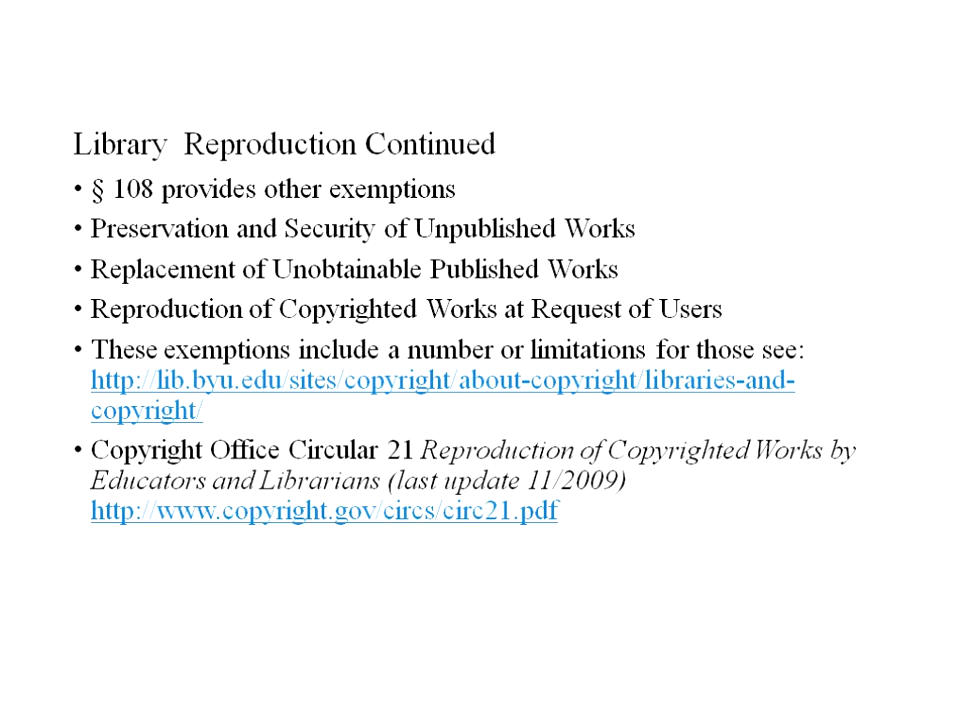 Library  Reproduction Continued
• § 108 provides other exemptions
• Preservation and Security of Unpublished Works
• Replacement of Unobtainable Published Works
• Reproduction of Copyrighted Works at Request of Users
• These exemptions include a number or limitations for those see:
http://lib.byu.edu/sites/copyright/about-copyright/libraries-and-
copyright/
• Copyright Office Circular 21 Reproduction of Copyrighted Works by
Educators and Librarians (last update 11/2009)
http://www.copyright.gov/circs/circ21.pdf